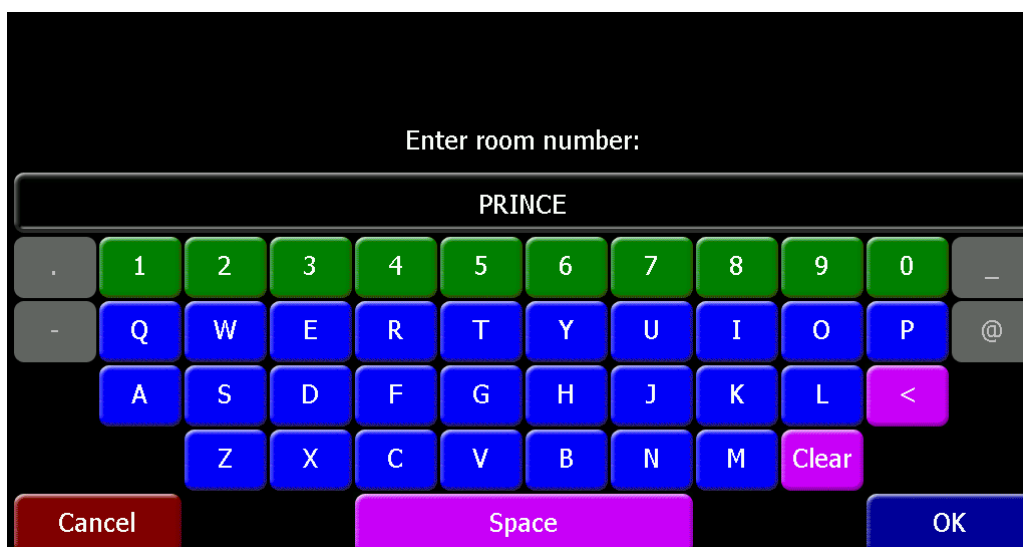 Enter room number:
PRINCE
. 1 2 3 4 5 6 7 8 9 0 _
- Q W E R T Y U I O P @
A S D F G H J K L <
Z X C V B N M Clear
Cancel Space OK